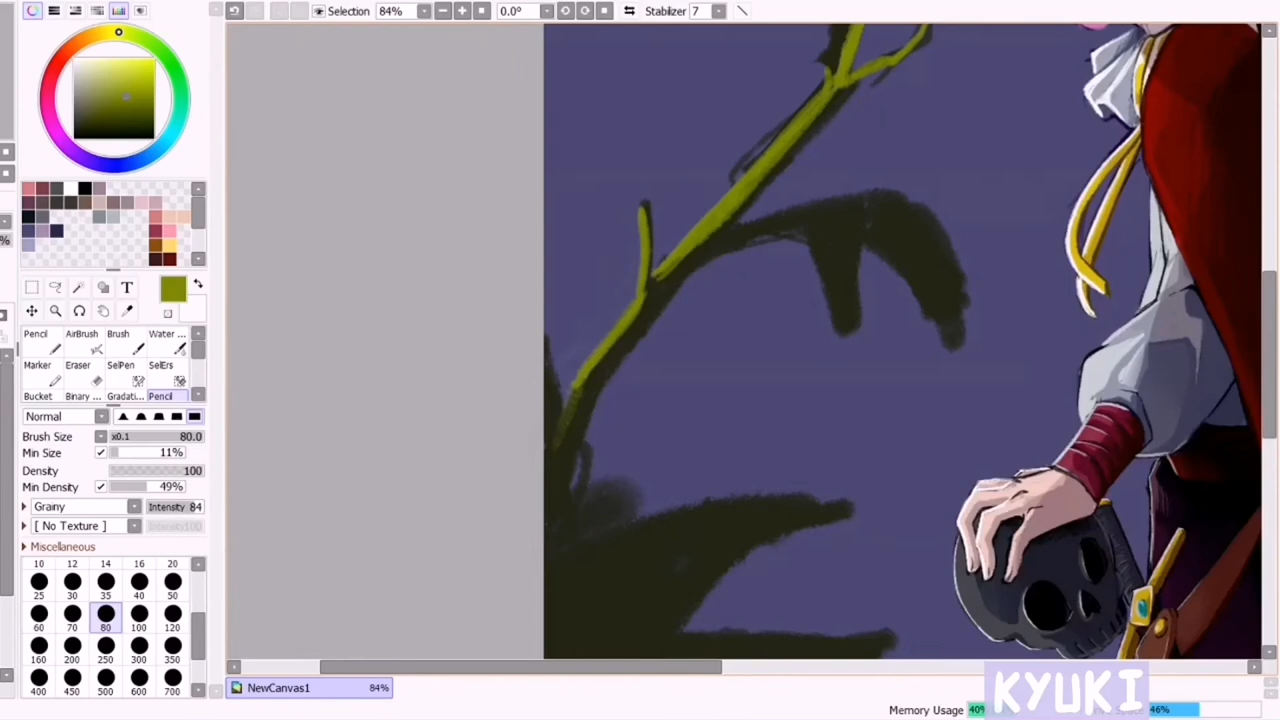 Selection 84% 0.0° Stabilizer 7
T
%
Pencil AirBrush Brush Water ...
Marker Eraser SelPen SelErs
Bucket Binary ... Gradati... Pencil
Normal
Brush Size x0.1 80.0
Min Size 11%
Density 100
Min Density 49%
Grainy Intensity 84
[ No Texture ] Intensity100
Miscellaneous
10 12 14 16 20
25 30 35 40 50
60 70 80 100 120
160 200 250 300 350
400 450 500 600 700
NewCanvas1 84%
KYUKI
Memory Usage 40% 46%